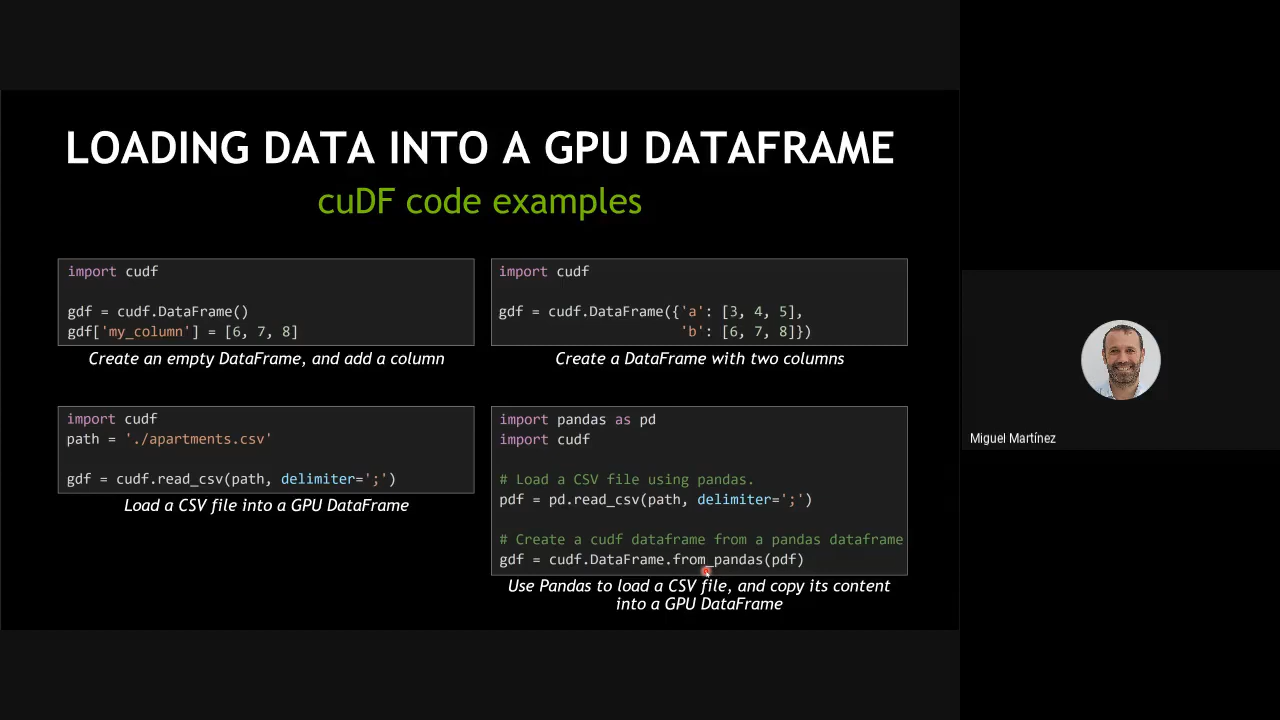 LOADING DATA INTO A GPU DATAFRAME
cuDF code examples
import cudf
gdf = cudf.DataFrame()
gdf['my_column'] = [6, 7, 8]
Create an empty DataFrame, and add a column
import cudf
gdf = cudf.DataFrame({'a': [3, 4, 5],
'b': [6, 7, 8]})
Create a DataFrame with two columns
import cudf
path = './apartments.csv'
gdf = cudf.read_csv(path, delimiter=';')
Load a CSV file into a GPU DataFrame
import pandas as pd
import cudf
# Load a CSV file using pandas.
pdf = pd.read_csv(path, delimiter=';')
# Create a cudf dataframe from a pandas dataframe
gdf = cudf.DataFrame.from_pandas(pdf)
Use Pandas to load a CSV file, and copy its content
into a GPU DataFrame
Miguel Martínez